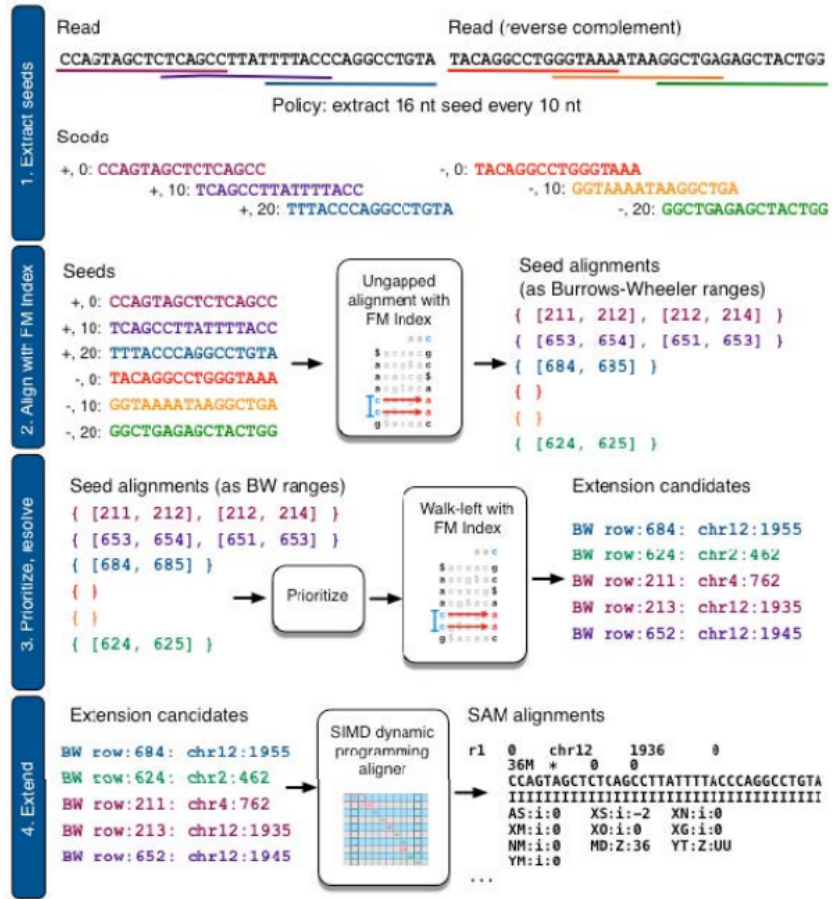 1. Extract seeds
Read
CCAGTAGCTCTCAGCCTTATTTTACCCAGGCCTGTA
Read (reverse complement)
TACAGGCCTGGGTAAAATAAGGCTGAGAGCTACTGG
Policy: extract 16 nt seed every 10 nt
Seeds
+, 0: CCAGTAGCTCTCAGCC
+, 10: TCAGCCTTATTTTACC
+, 20: TTTACCCAGGCCTGTA
-, 0: TACAGGCCTGGGTAAA
-, 10: GGTAAAATAAGGCTGA
-, 20: GGCTGAGAGCTACTGG
2. Align with FM Index
Seeds
+, 0: CCAGTAGCTCTCAGCC
+, 10: TCAGCCTTATTTTACC
+, 20: TTTACCCAGGCCTGTA
-, 0: TACAGGCCTGGGTAAA
-, 10: GGTAAAATAAGGCTGA
-, 20: GGCTGAGAGCTACTGG
Ungapped
alignment with
FM Index
a a c
Seed alignments
(as Burrows-Wheeler ranges)
{ [211, 212], [212, 214] }
{ [653, 654], [651, 653] }
{ [684, 685] }
{ }
{ }
{ [624, 625] }
3. Prioritize, resolve
Seed alignments (as BW ranges)
{ [211, 212], [212, 214] }
{ [653, 654], [651, 653] }
{ [684, 685] }
{ }
{ }
{ [624, 625] }
Prioritize
Walk-left with
FM Index
a a c
Extension candidates
BW row:684: chr12:1955
BW row:624: chr2:462
BW row:211: chr4:762
BW row:213: chr12:1935
BW row:652: chr12:1945
4. Extend
Extension candidates
BW row:684: chr12:1955
BW row:624: chr2:462
BW row:211: chr4:762
BW row:213: chr12:1935
BW row:652: chr12:1945
SIMD dynamic
programming
aligner
SAM alignments
r1 0 chr12 1936 0
36M * 0 0
CCAGTAGCTCTCAGCCTTATTTTACCCAGGCCTGTA
IIIIIIIIIIIIIIIIIIIIIIIIIIIIIIIIIIII
AS:i:0 XS:i:-2 XN:i:0
XM:i:0 XO:i:0 XG:i:0
NM:i:0 MD:Z:36 YT:Z:UU
YM:i:0
...